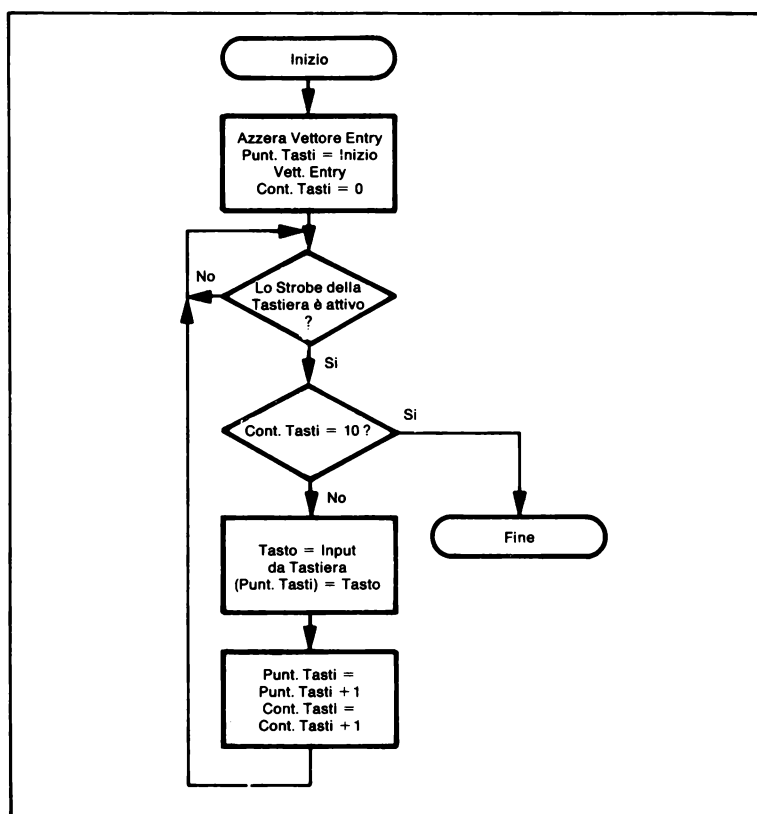 Inizio
Azzera Vettore Entry
Punt. Tasti = Inizio
Vett. Entry
Cont. Tasti = 0
No
Lo Strobe della
Tastiera è attivo
?
Si
Cont. Tasti = 10 ?
Si
No
Tasto = Input
da Tastiera
(Punt. Tasti) = Tasto
Fine
Punt. Tasti =
Punt. Tasti + 1
Cont. Tasti =
Cont. Tasti + 1